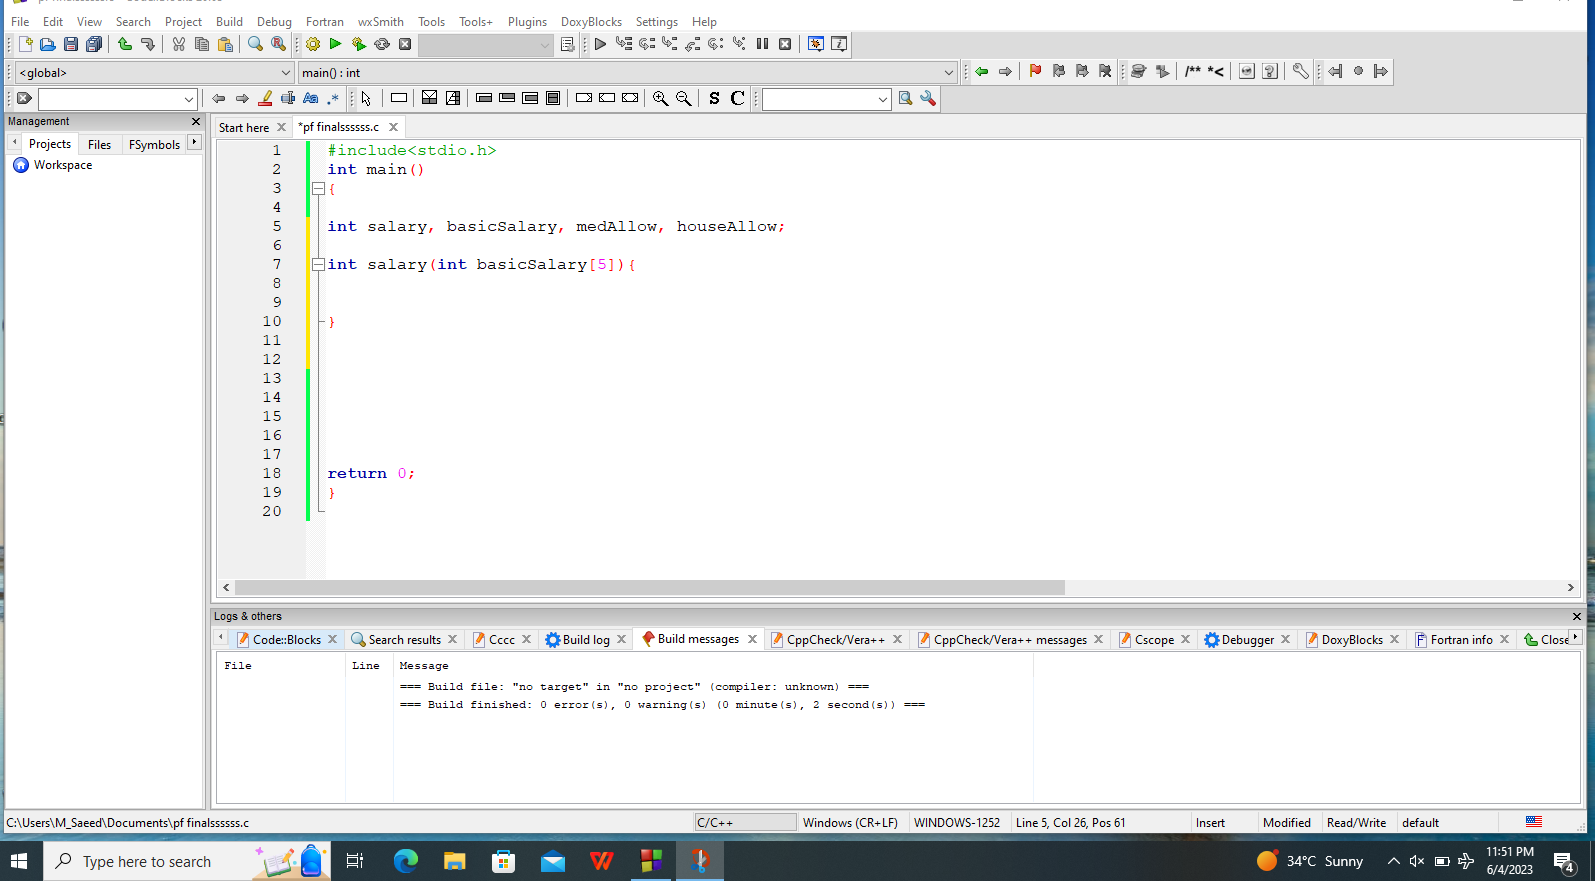 File Edit View Search Project Build Debug Fortran wxSmith Tools Tools+ Plugins DoxyBlocks Settings Help
<global> main() : int /** *<
Aa .* S C
Management
Projects Files FSymbols
Workspace
Start here *pf finalssssss.c
1 #include<stdio.h>
2 int main()
3 {
4
5 int salary, basicSalary, medAllow, houseAllow;
6
7 int salary(int basicSalary[5]){
8
9
10 }
11
12
13
14
15
16
17
18 return 0;
19 }
20
Logs & others
Code::Blocks Search results Cccc Build log Build messages CppCheck/Vera++ CppCheck/Vera++ messages Cscope Debugger DoxyBlocks Fortran info Close
File Line Message
=== Build file: "no target" in "no project" (compiler: unknown) ===
=== Build finished: 0 error(s), 0 warning(s) (0 minute(s), 2 second(s)) ===
C:\Users\M_Saeed\Documents\pf finalssssss.c C/C++ Windows (CR+LF) WINDOWS-1252 Line 5, Col 26, Pos 61 Insert Modified Read/Write default
Type here to search 34°C Sunny 11:51 PM
6/4/2023 4